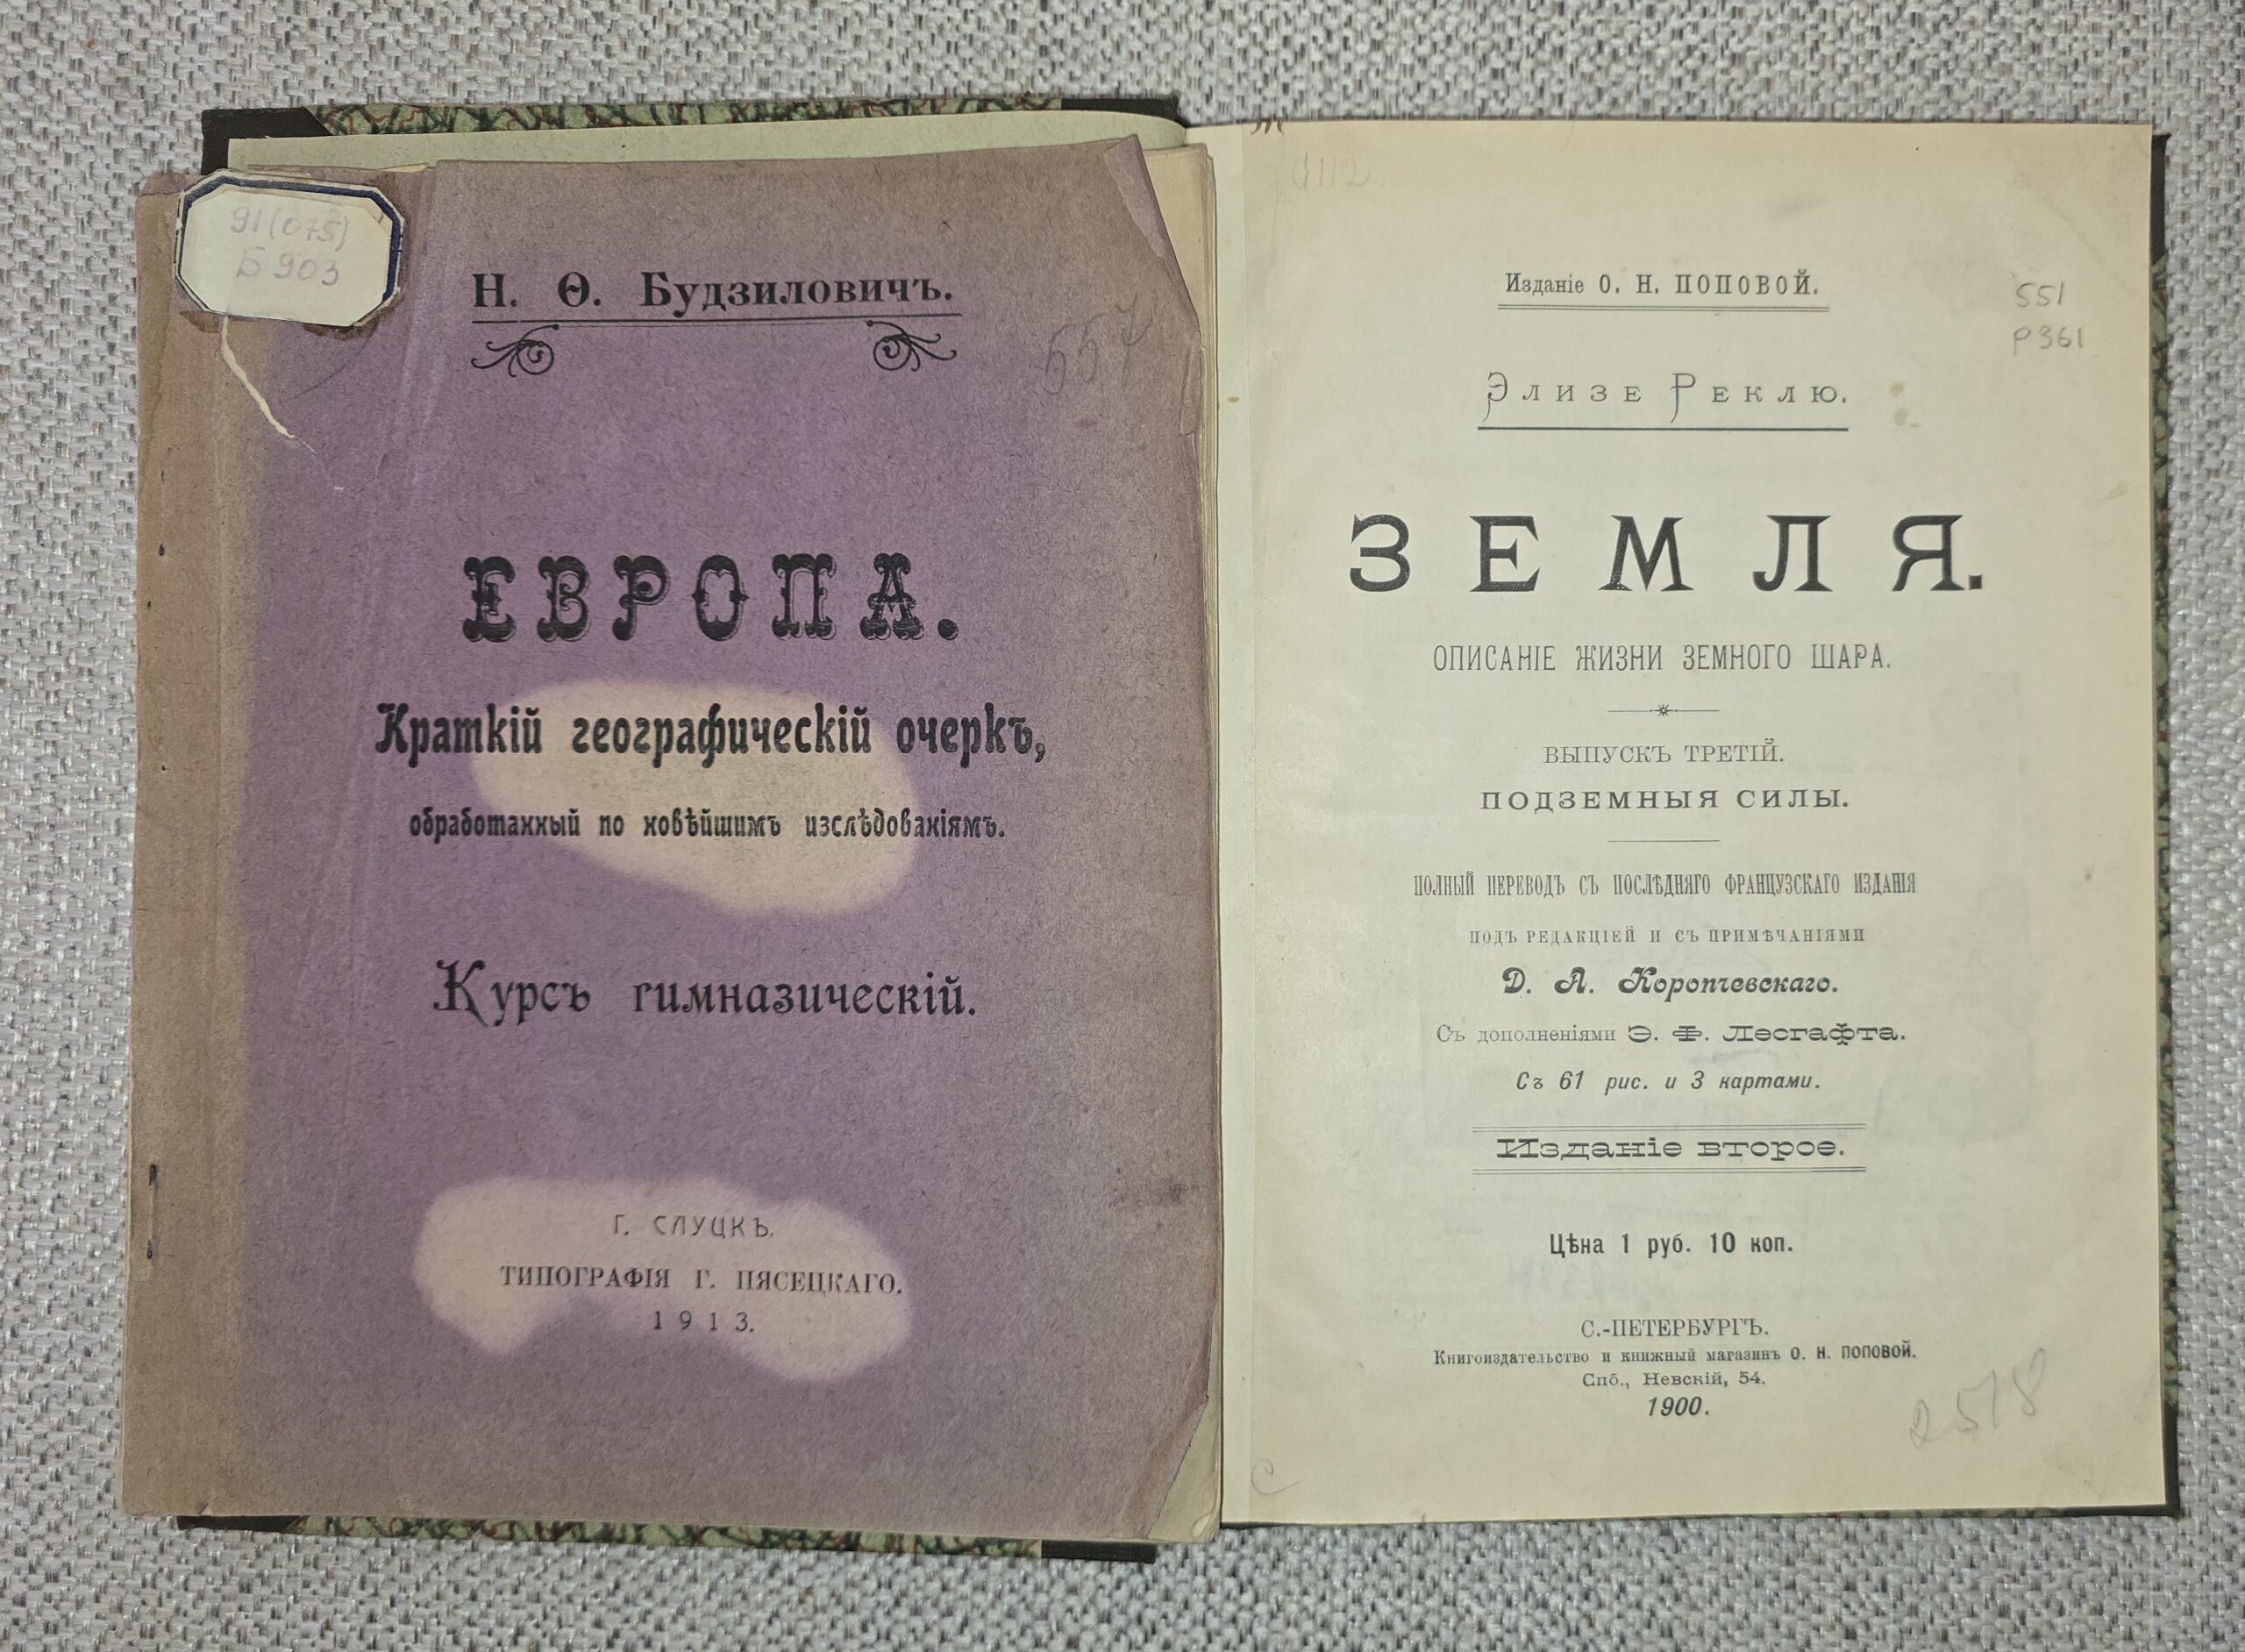 91(075)
Б 903
Н. Ѳ. Будзиловичъ.
557
ЕВРОПА.
Краткій географическій очеркъ,
обработанный по новѣйшимъ изслѣдованіямъ.
Курсъ гимназическій.
Г. СЛУЦКЪ.
ТИПОГРАФІЯ Г. ПЯСЕЦКАГО.
1913.
Изданіе О. Н. ПОПОВОЙ.
551
Р361
Элизе Реклю.
ЗЕМЛЯ.
ОПИСАНІЕ ЖИЗНИ ЗЕМНОГО ШАРА.
ВЫПУСКЪ ТРЕТІЙ.
ПОДЗЕМНЫЯ СИЛЫ.
ПОЛНЫЙ ПЕРЕВОДЪ СЪ ПОСЛѢДНЯГО ФРАНЦУЗСКАГО ИЗДАНІЯ
ПОДЪ РЕДАКЦІЕЙ И СЪ ПРИМѢЧАНІЯМИ
Д. А. Коропчевскаго.
Съ дополненіями Э. Ф. Лесгафта.
Съ 61 рис. и 3 картами.
Изданіе второе.
Цѣна 1 руб. 10 коп.
С.-ПЕТЕРБУРГЪ.
Книгоиздательство и книжный магазинъ О. Н. ПОПОВОЙ.
Спб., Невскій, 54.
1900.
2518